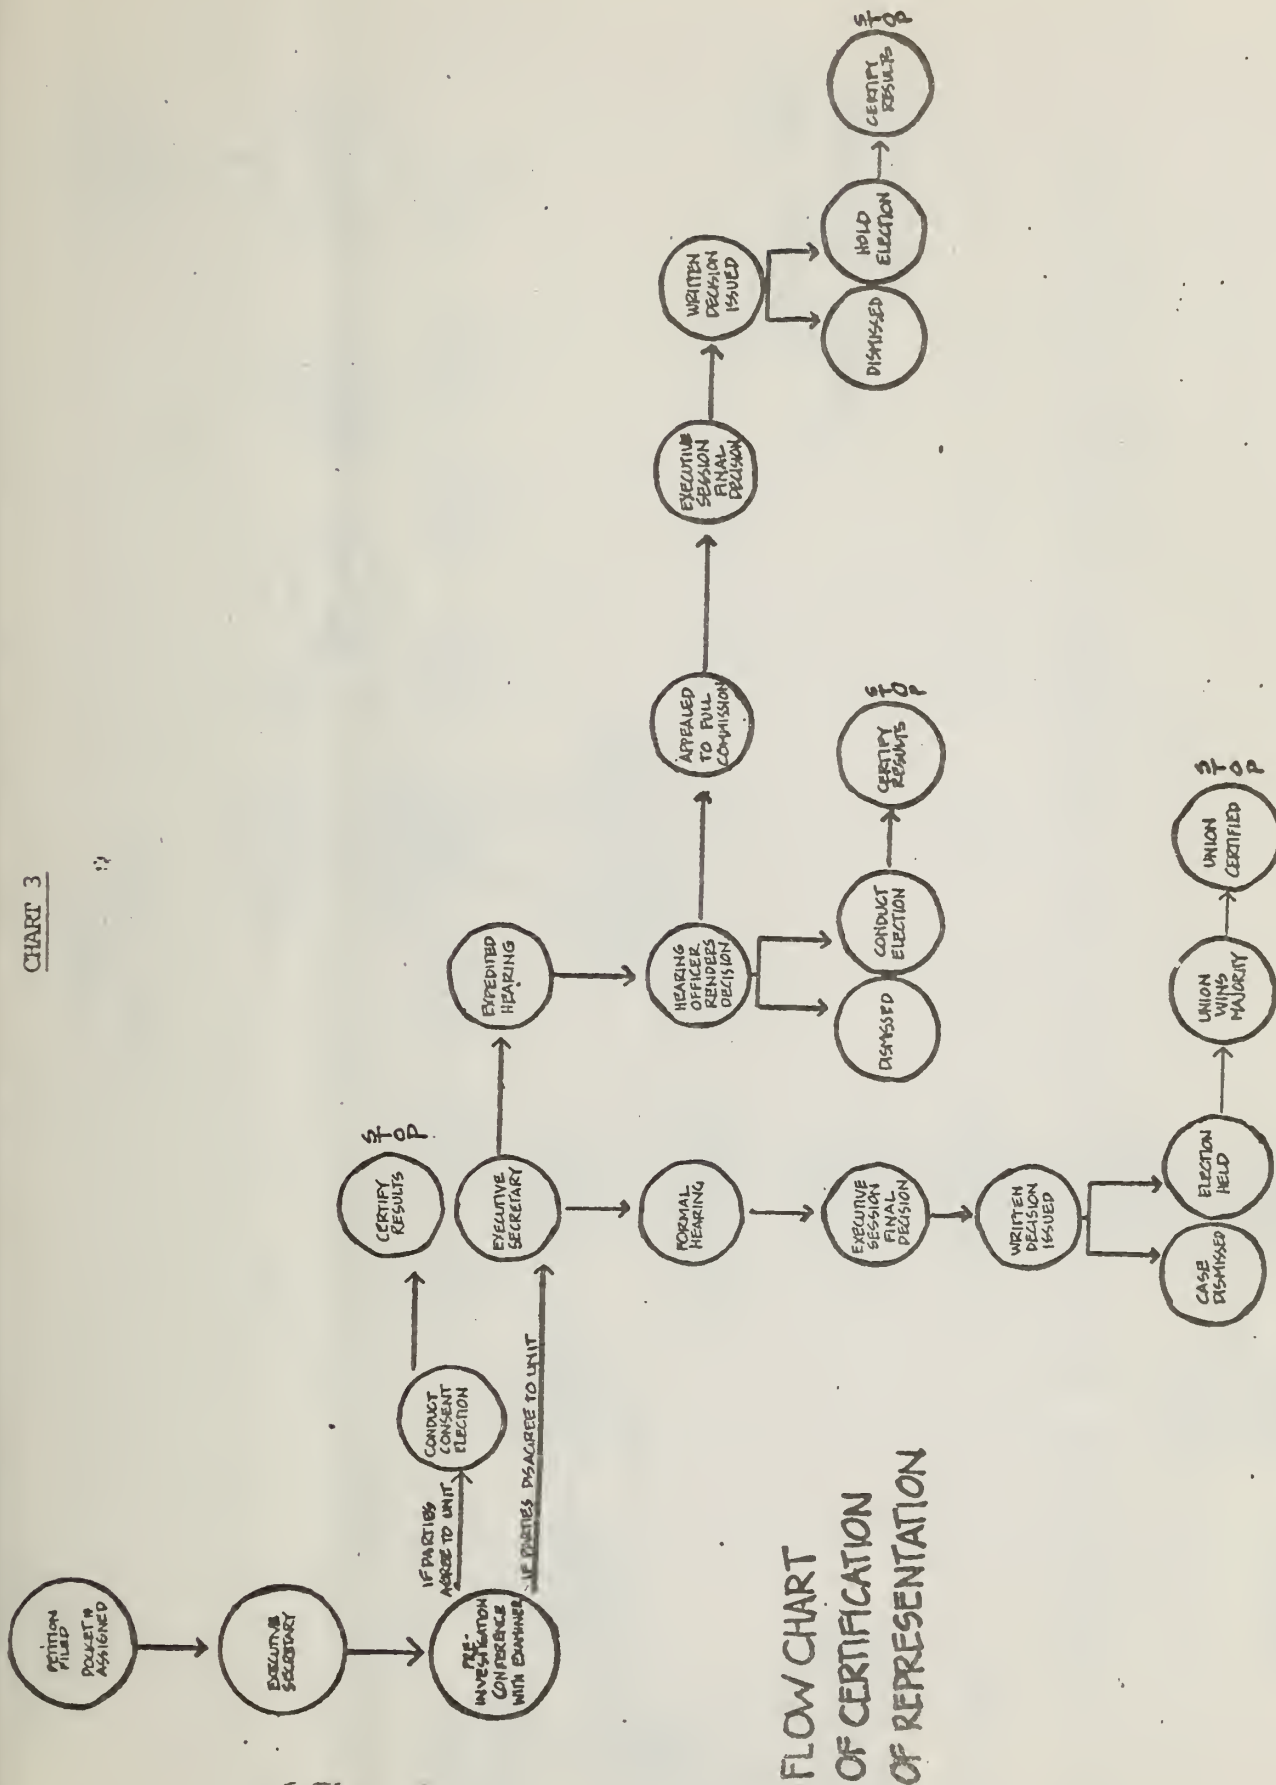 CHART 3
PETITION
FILED
DOCKET #
ASSIGNED
EXECUTIVE
SECRETARY
PRE-
INVESTIGATION
CONFERENCE
WITH EXAMINER
IF PARTIES
AGREE TO UNIT
CONDUCT
CONSENT
ELECTION
CERTIFY
RESULTS
STOP
IF PARTIES DISAGREE TO UNIT
EXECUTIVE
SECRETARY
EXPEDITED
HEARING
HEARING
OFFICER
RENDERS
DECISION
DISMISSED
CONDUCT
ELECTION
CERTIFY
RESULTS
STOP
APPEALED
TO FULL
COMMISSION
EXECUTIVE
SESSION
FINAL
DECISION
WRITTEN
DECISION
ISSUED
DISMISSED
HOLD
ELECTION
CERTIFY
RESULTS
STOP
FORMAL
HEARING
EXECUTIVE
SESSION
FINAL
DECISION
WRITTEN
DECISION
ISSUED
CASE
DISMISSED
ELECTION
HELD
UNION
WINS
MAJORITY
UNION
CERTIFIED
STOP
FLOW CHART
OF CERTIFICATION
OF REPRESENTATION